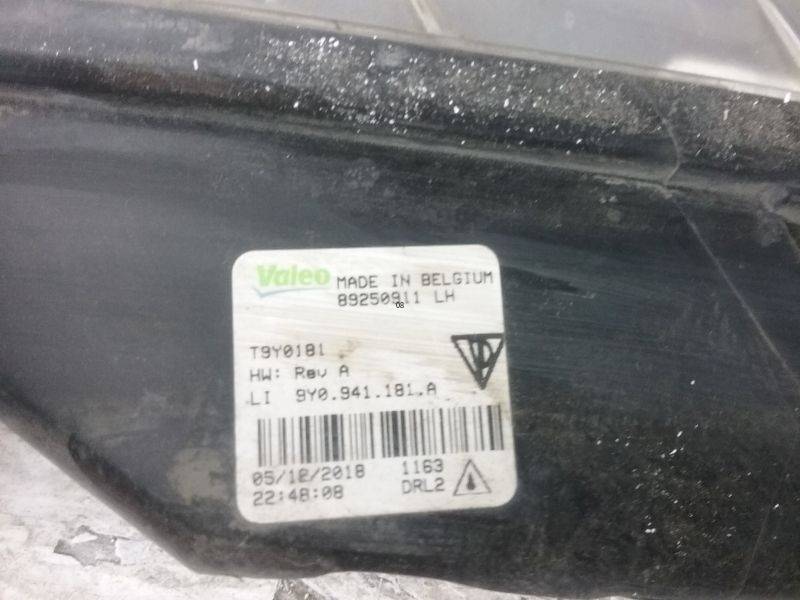 Valeo
MADE IN BELGIUM
89250911 LH
08
T9Y0181
HW: Rev A
LI 9Y0.941.181.A
05/12/2018 1163
22:48:08 DRL2